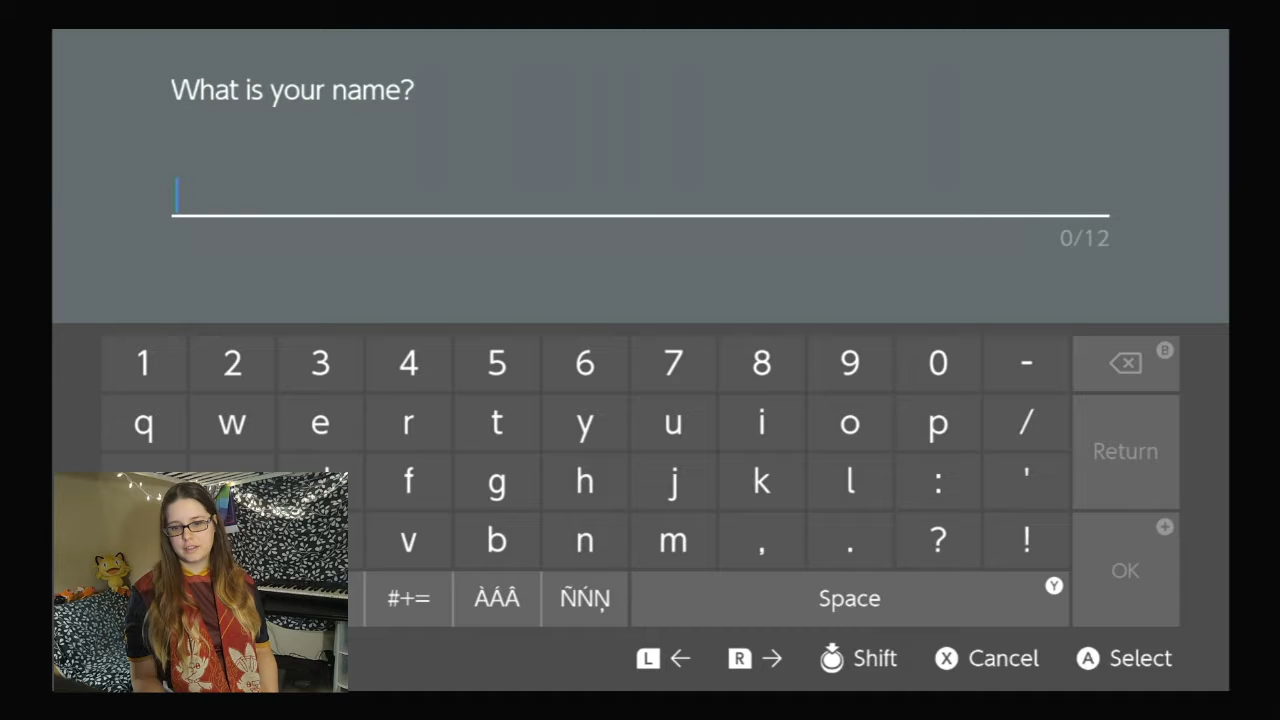 What is your name?
0/12
1 2 3 4 5 6 7 8 9 0 -
q w e r t y u i o p /
Return
f g h j k l : '
v b n m , . ? !
OK
#+= ÀÁÂ ÑŃŅ Space
L ← R → Shift X Cancel A Select
B
+
Y